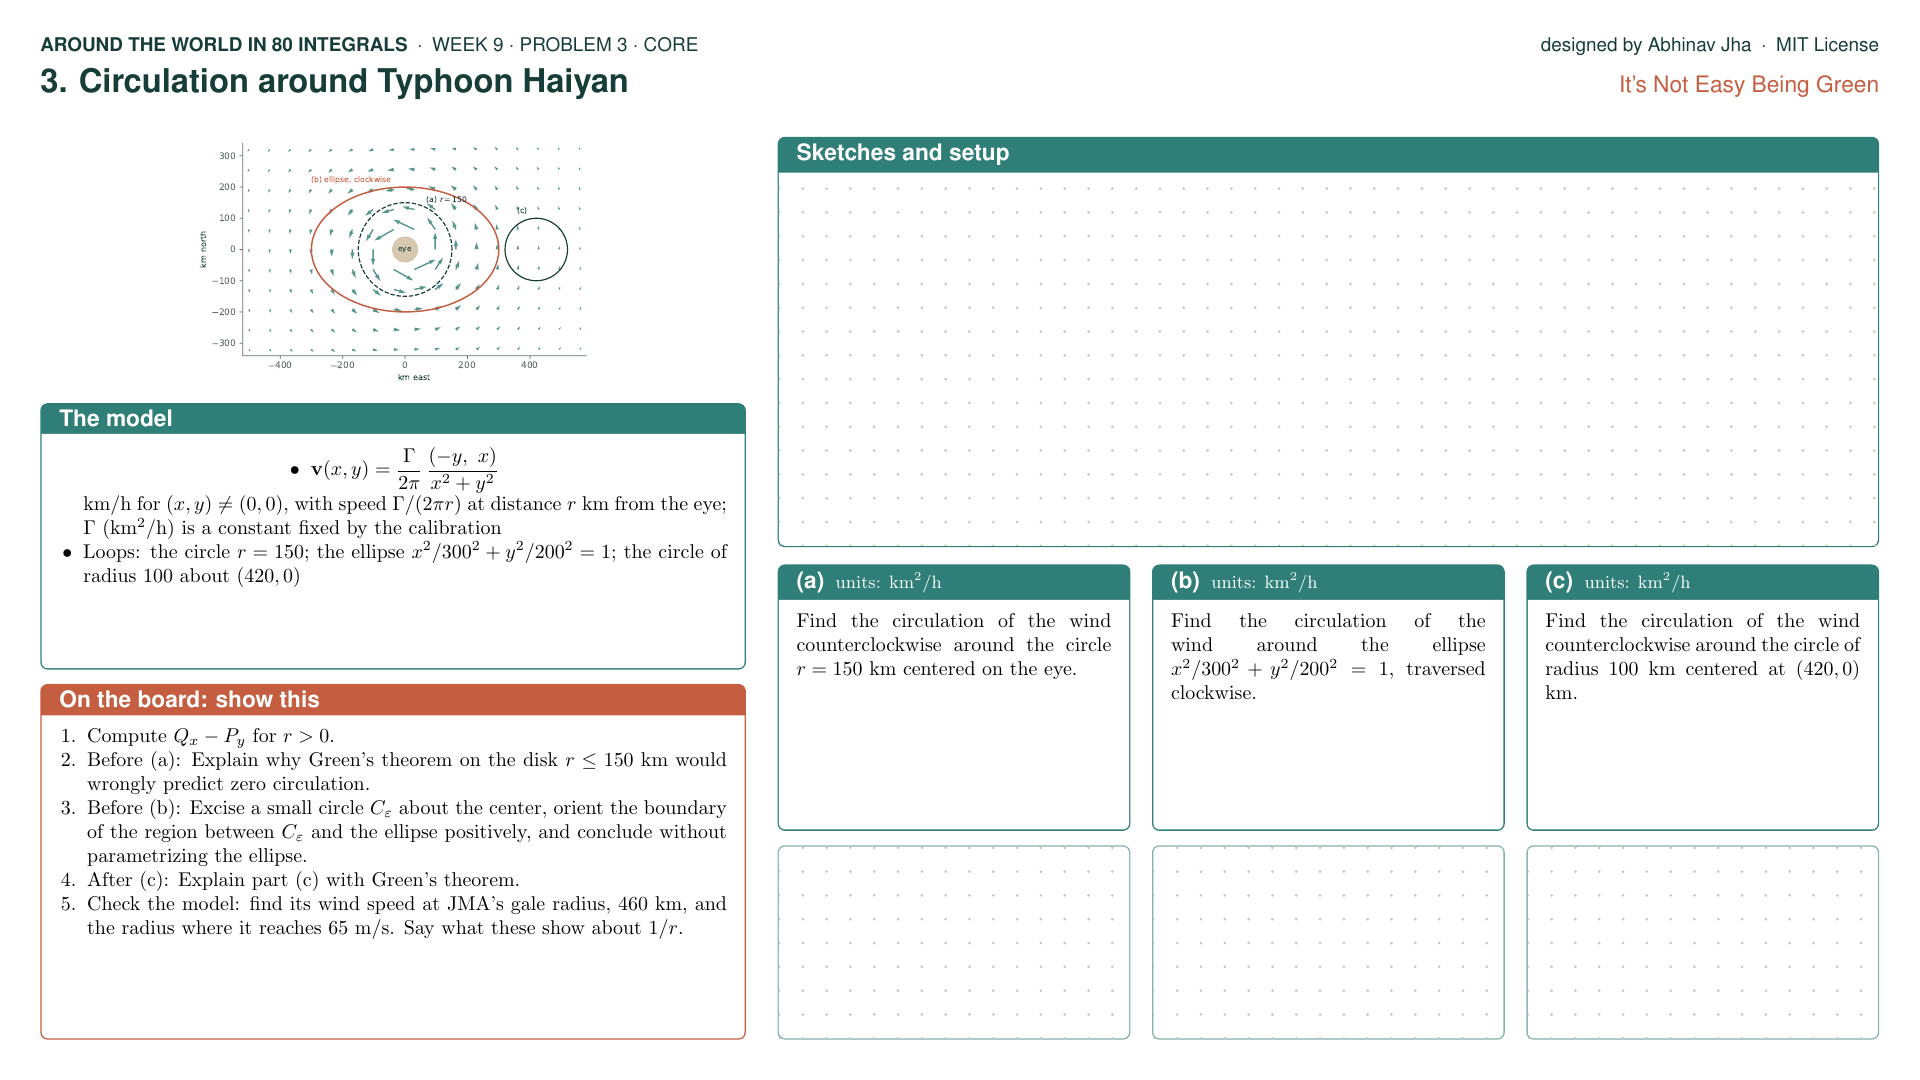 AROUND THE WORLD IN 80 INTEGRALS · WEEK 9 · PROBLEM 3 · CORE
designed by Abhinav Jha · MIT License
3. Circulation around Typhoon Haiyan
It's Not Easy Being Green
300
200
100
0
−100
−200
−300
km north
−400
−200
0
200
400
km east
(b) ellipse, clockwise
(a) r = 150
(c)
eye
The model
• v(x, y) = Γ/2π (−y, x)/x² + y²
km/h for (x, y) ≠ (0, 0), with speed Γ/(2πr) at distance r km from the eye;
Γ (km²/h) is a constant fixed by the calibration
• Loops: the circle r = 150; the ellipse x²/300² + y²/200² = 1; the circle of
radius 100 about (420, 0)
On the board: show this
1. Compute Qₓ − P_y for r > 0.
2. Before (a): Explain why Green's theorem on the disk r ≤ 150 km would
wrongly predict zero circulation.
3. Before (b): Excise a small circle C_ε about the center, orient the boundary
of the region between C_ε and the ellipse positively, and conclude without
parametrizing the ellipse.
4. After (c): Explain part (c) with Green's theorem.
5. Check the model: find its wind speed at JMA's gale radius, 460 km, and
the radius where it reaches 65 m/s. Say what these show about 1/r.
Sketches and setup
(a) units: km²/h
Find the circulation of the wind
counterclockwise around the circle
r = 150 km centered on the eye.
(b) units: km²/h
Find the circulation of the
wind around the ellipse
x²/300² + y²/200² = 1, traversed
clockwise.
(c) units: km²/h
Find the circulation of the wind
counterclockwise around the circle of
radius 100 km centered at (420, 0)
km.